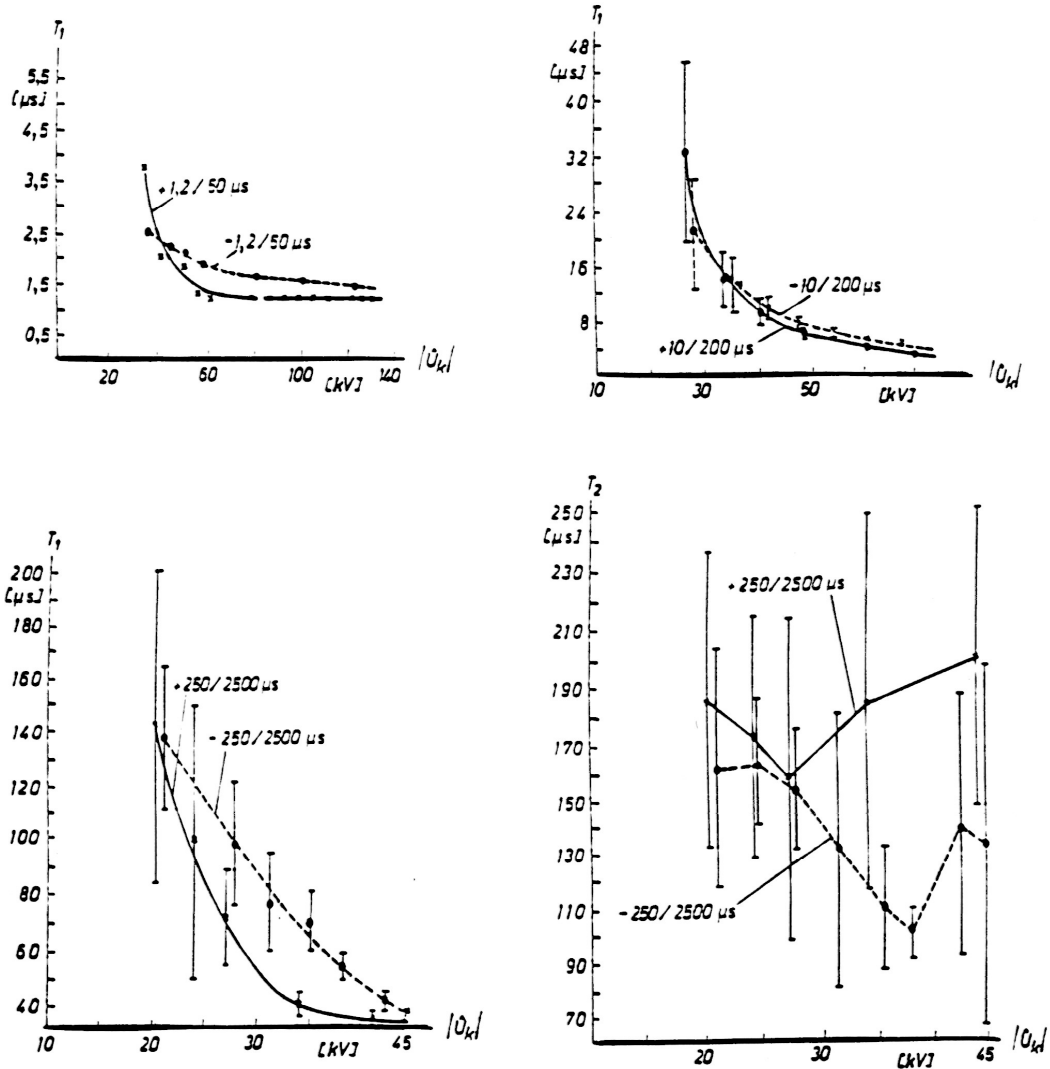 T1
5,5
[µs]
4,5
3,5
2,5
1,5
0,5
+1,2/50 µs
-1,2/50 µs
20
60
100
140
[kV]
|Ûk|
T1
48
[µs]
40
32
24
16
8
-10/200 µs
+10/200 µs
10
30
50
[kV]
|Ûk|
T1
200
[µs]
180
160
140
120
100
80
60
40
+250/2500 µs
-250/2500 µs
10
20
30
45
[kV]
|Ûk|
T2
250
[µs]
230
210
190
170
150
130
110
90
70
+250/2500 µs
-250/2500 µs
20
30
45
[kV]
|Ûk|